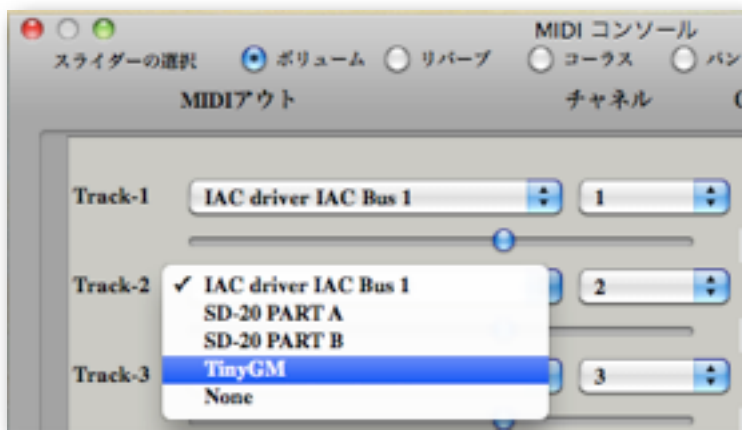 MIDI コンソール
スライダーの選択 ボリューム リバーブ コーラス パン
MIDIアウト チャネル
Track-1 IAC driver IAC Bus 1 1
Track-2 ✓ IAC driver IAC Bus 1 2
SD-20 PART A
SD-20 PART B
Track-3 TinyGM 3
None